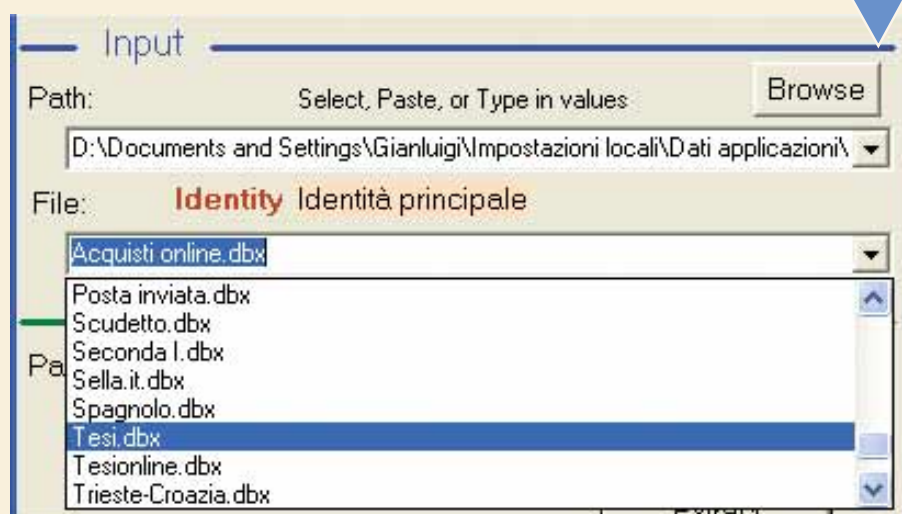 Input
Path: Select, Paste, or Type in values Browse
D:\Documents and Settings\Gianluigi\Impostazioni locali\Dati applicazioni\
File: Identity Identità principale
Acquisti online.dbx
Posta inviata.dbx
Scudetto.dbx
Seconda I.dbx
Sella.it.dbx
Pa
Spagnolo.dbx
Tesi.dbx
Tesionline.dbx
Trieste-Croazia.dbx